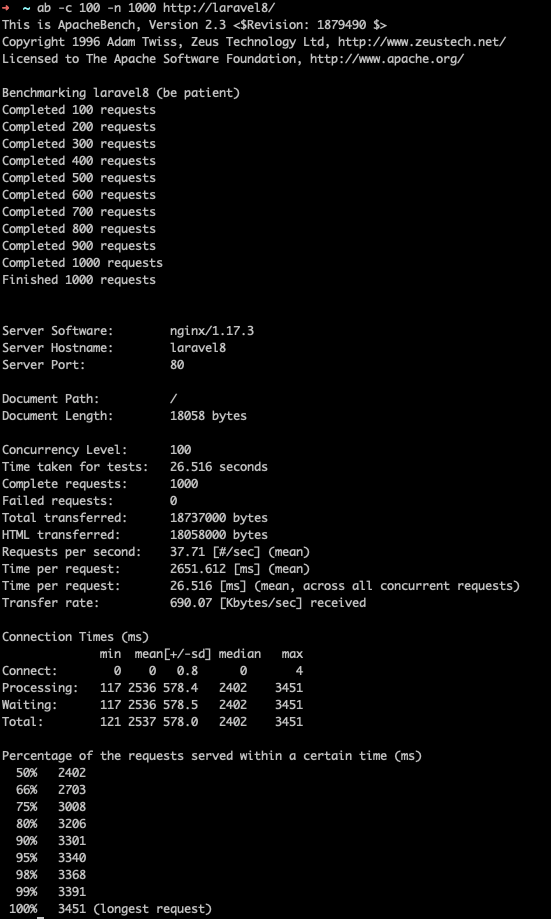 ➜ ~ ab -c 100 -n 1000 http://laravel8/
This is ApacheBench, Version 2.3 <$Revision: 1879490 $>
Copyright 1996 Adam Twiss, Zeus Technology Ltd, http://www.zeustech.net/
Licensed to The Apache Software Foundation, http://www.apache.org/

Benchmarking laravel8 (be patient)
Completed 100 requests
Completed 200 requests
Completed 300 requests
Completed 400 requests
Completed 500 requests
Completed 600 requests
Completed 700 requests
Completed 800 requests
Completed 900 requests
Completed 1000 requests
Finished 1000 requests


Server Software:        nginx/1.17.3
Server Hostname:        laravel8
Server Port:            80

Document Path:          /
Document Length:        18058 bytes

Concurrency Level:      100
Time taken for tests:   26.516 seconds
Complete requests:      1000
Failed requests:        0
Total transferred:      18737000 bytes
HTML transferred:       18058000 bytes
Requests per second:    37.71 [#/sec] (mean)
Time per request:       2651.612 [ms] (mean)
Time per request:       26.516 [ms] (mean, across all concurrent requests)
Transfer rate:          690.07 [Kbytes/sec] received

Connection Times (ms)
              min  mean[+/-sd] median   max
Connect:        0    0   0.8      0       4
Processing:   117 2536 578.4   2402    3451
Waiting:      117 2536 578.5   2402    3451
Total:        121 2537 578.0   2402    3451

Percentage of the requests served within a certain time (ms)
  50%   2402
  66%   2703
  75%   3008
  80%   3206
  90%   3301
  95%   3340
  98%   3368
  99%   3391
 100%   3451 (longest request)